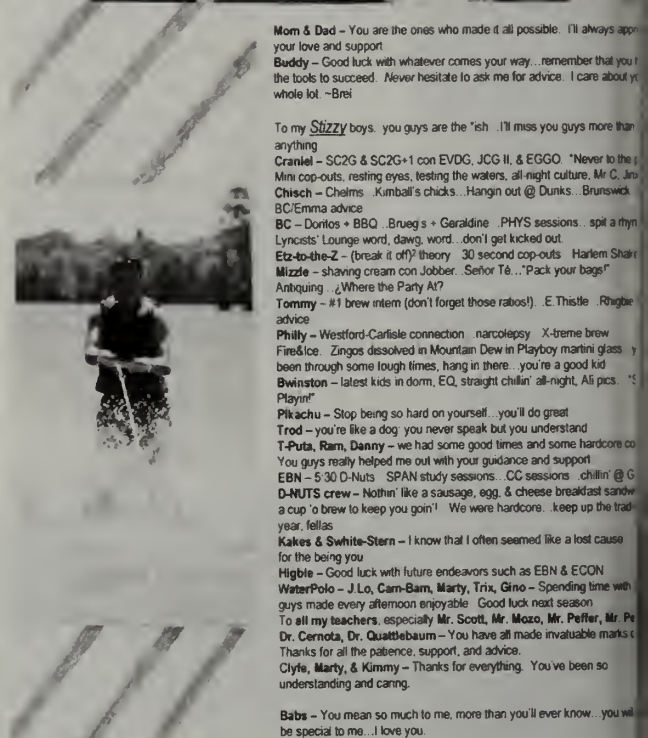 Mom & Dad – You are the ones who made it all possible. I'll always
your love and support
Buddy – Good luck with whatever comes your way...remember that you
the tools to succeed. Never hesitate to ask me for advice. I care about
whole lot. ~Brei
To my Stizzy boys. you guys are the "ish .I'll miss you guys more than
anything
Craniel – SC2G & SC2G+1 con EVDG, JCG II, & EGGO. "Never to the
Mini cop-outs, resting eyes, testing the waters, all-night culture, Mr C,
Chisch – Chelms .Kimball's chicks...Hangin out @ Dunks...Brunswick
BC/Emma advice
BC – Doritos + BBQ ..Brueg's + Geraldine .PHYS sessions.. spit a
Lyricists' Lounge word, dawg, word...don't get kicked out
Etz-to-the-Z – (break it off)² theory 30 second cop-outs Harlem
Mizzle – shaving cream con Jobber. .Señor Té..."Pack your bags!"
Antiquing ..¿Where the Party At?
Tommy – #1 brew intern (don't forget those rabos!). .E.Thistle .
advice
Philly – Westford-Carlisle connection .narcolepsy X-treme brew
Fire&Ice. Zingos dissolved in Mountain Dew in Playboy martini glass
been through some tough times, hang in there...you're a good kid
Bwinston – latest kids in dorm, EQ, straight chillin' all-night, Ali pics.
Playin!"
Pikachu – Stop being so hard on yourself...you'll do great
Trod – you're like a dog· you never speak but you understand
T-Puta, Ram, Danny – we had some good times and some hardcore
You guys really helped me out with your guidance and support
EBN – 5:30 D-Nuts SPAN study sessions...CC sessions .chillin' @ G
D-NUTS crew – Nothin' like a sausage, egg, & cheese breakfast
a cup 'o brew to keep you goin'! We were hardcore. .keep up the
year, fellas
Kakes & Swhite-Stern – I know that I often seemed like a lost cause
for the being you
Higbie – Good luck with future endeavors such as EBN & ECON
WaterPolo – J.Lo, Cam-Bam, Marty, Trix, Gino – Spending time with
guys made every afternoon enjoyable Good luck next season
To all my teachers, especially Mr. Scott, Mr. Mozo, Mr. Peffer, Mr.
Dr. Cernota, Dr. Quattlebaum – You have all made invaluable marks
Thanks for all the patience, support, and advice.
Clyfe, Marty, & Kimmy – Thanks for everything. You've been so
understanding and caring.
Babs – You mean so much to me, more than you'll ever know...you
be special to me...I love you.